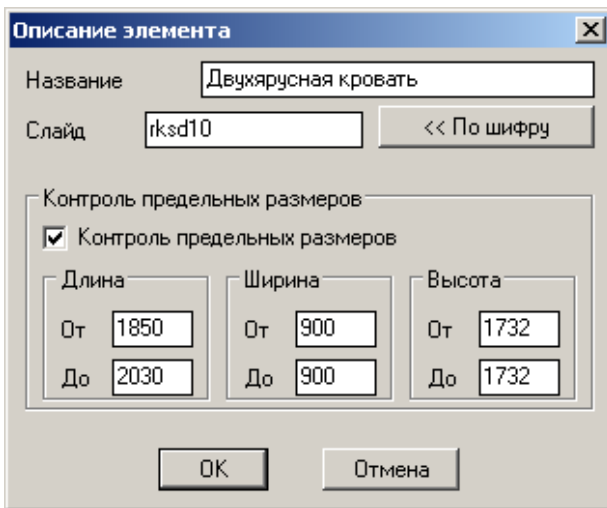 Описание элемента
Название Двухярусная кровать
Слайд rksd10 << По шифру
Контроль предельных размеров
Контроль предельных размеров
Длина Ширина Высота
От 1850 От 900 От 1732
До 2030 До 900 До 1732
OK Отмена